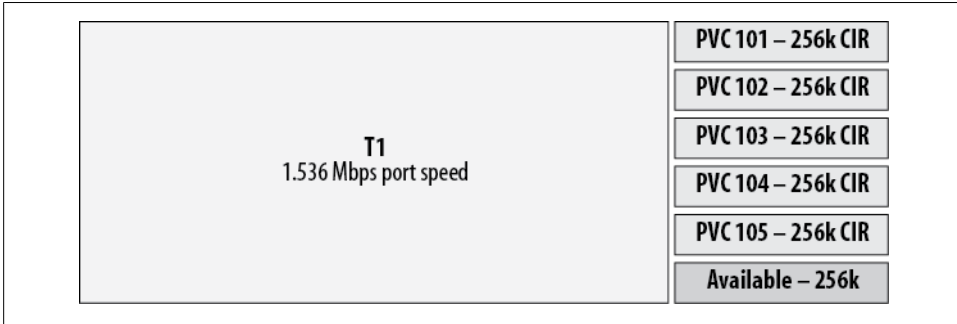 T1
1.536 Mbps port speed
PVC 101 – 256k CIR
PVC 102 – 256k CIR
PVC 103 – 256k CIR
PVC 104 – 256k CIR
PVC 105 – 256k CIR
Available – 256k